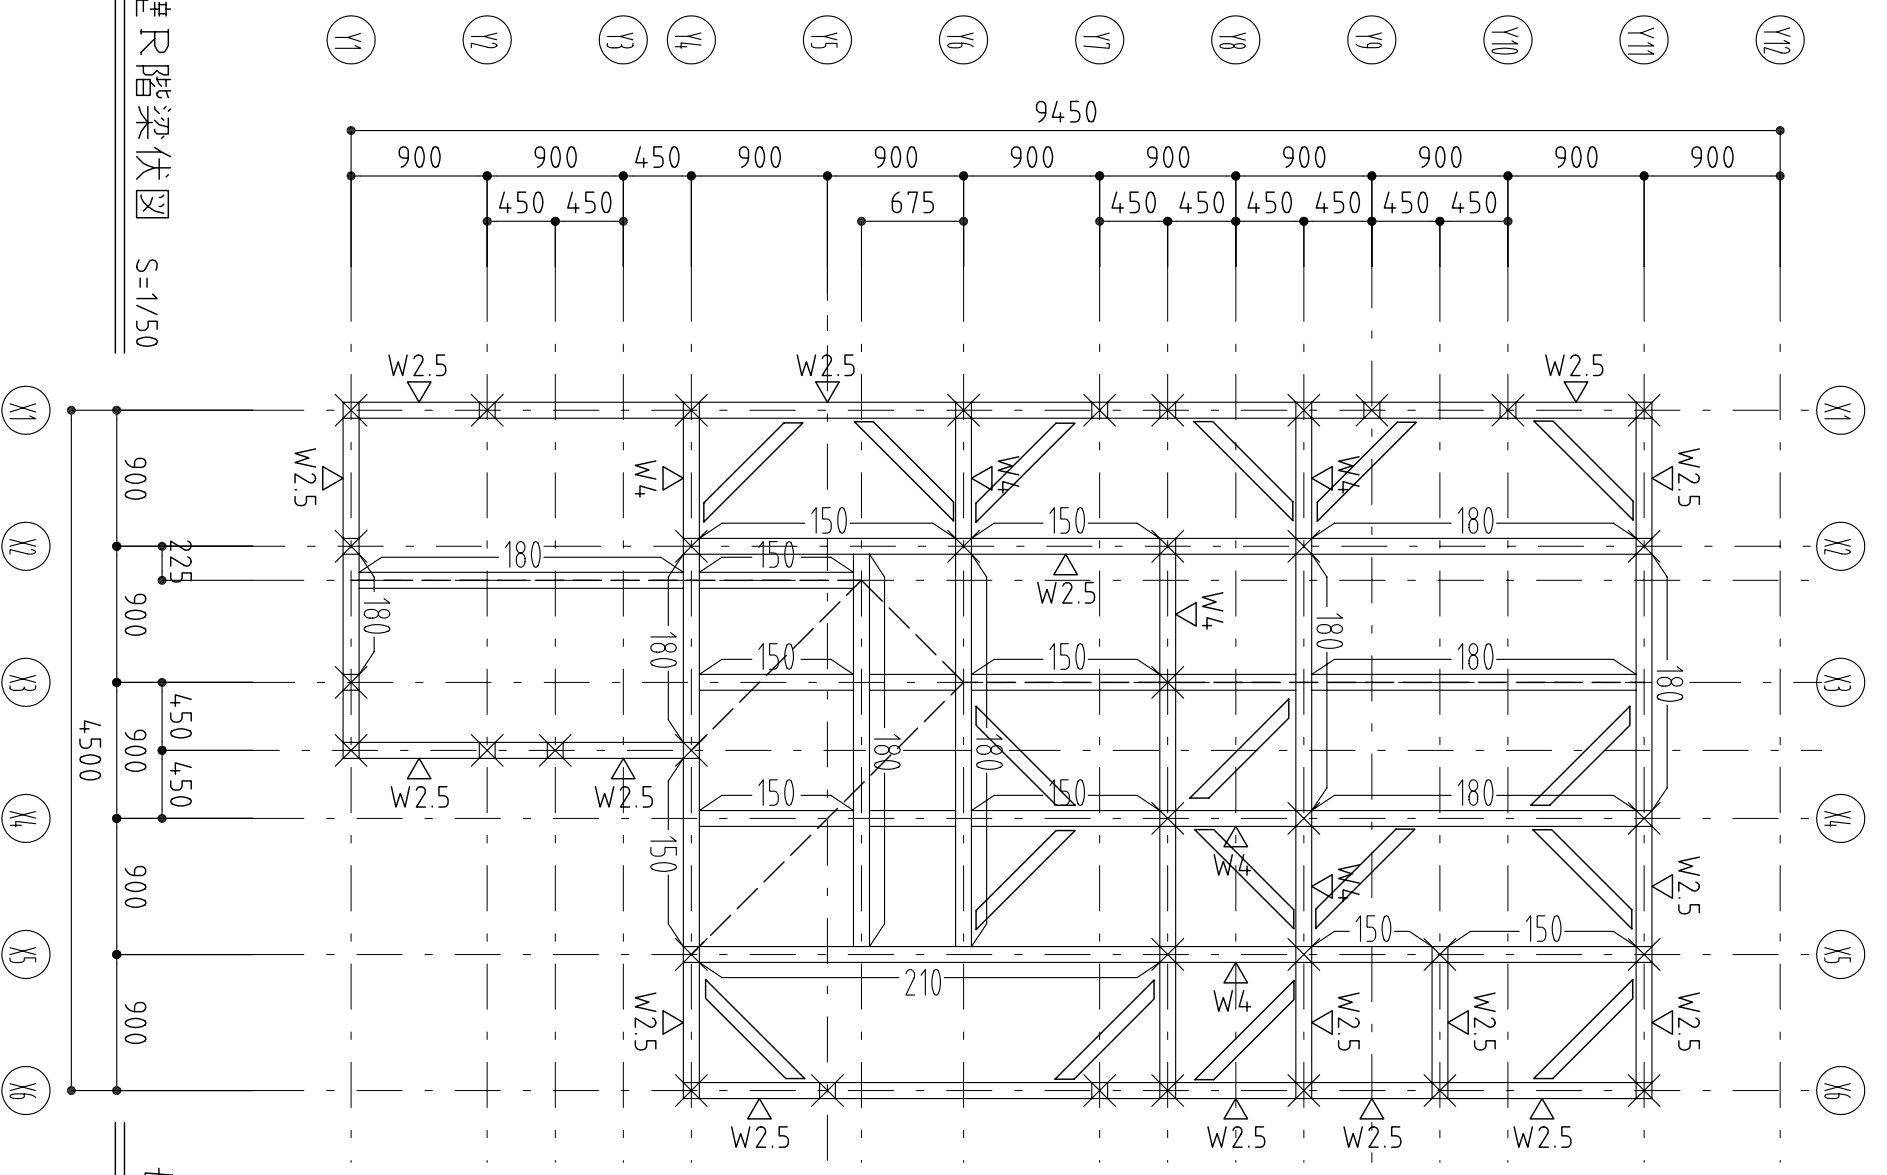 Y1 Y2 Y3 Y4 Y5 Y6 Y7 Y8 Y9 Y10 Y11 Y12
9450
900 900 450 900 900 900 900 900 900 900 900
450 450 675 450 450 450 450 450 450
R階梁伏図 S=1/50
W2.5 W2.5 W2.5
X1 X1
W2.5 W4 W4 W4 W2.5
900
150 150 180
X2 X2
225 180 150
W2.5
900 180 180 W4 180
150 150 180
X3 180 X3
450
4500 900 180 180
450 W2.5 W2.5 150 150 180
X4 X4
150 W4
900 W4 W2.5
150 150
X5 X5
210 W4
900 W2.5 W2.5 W2.5 W2.5
X6 X6
W2.5 W2.5 W2.5 W2.5